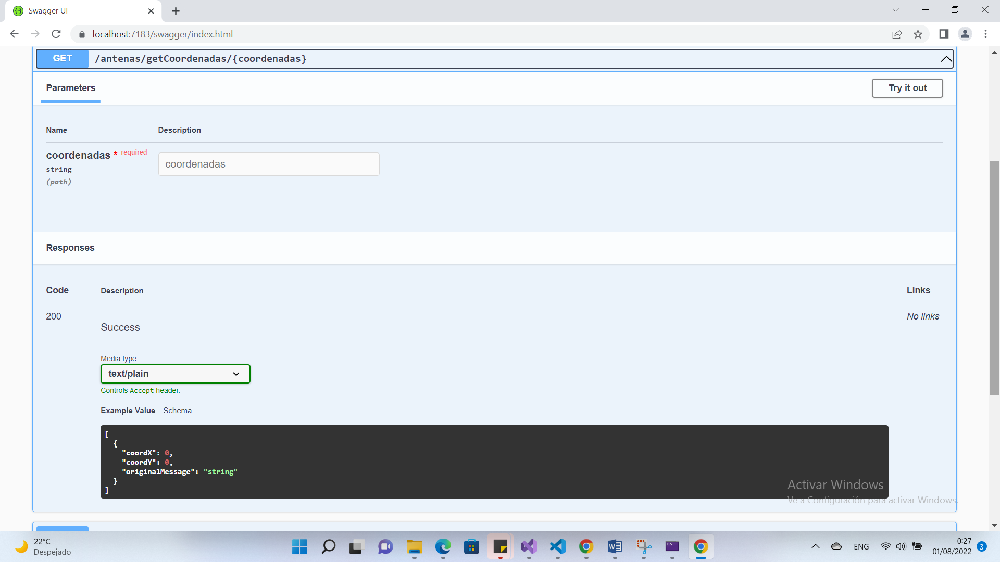 Swagger UI
localhost:7183/swagger/index.html
GET /antenas/getCoordenadas/{coordenadas}
Parameters
Try it out
Name Description
coordenadas * required
coordenadas
string
(path)
Responses
Code Description Links
200 No links
Success
Media type
text/plain
Controls Accept header.
Example Value Schema
[
{
"coordX": 0,
"coordY": 0,
"originalMessage": "string"
}
]
Activar Windows
Ve a Configuración para activar Windows.
22°C
Despejado
ENG
0:27
01/08/2022
3